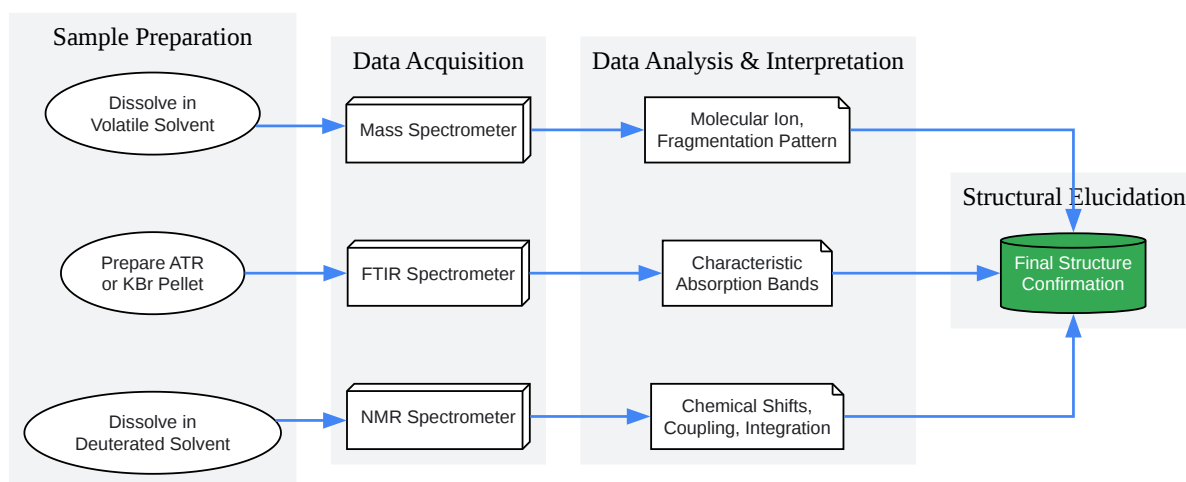 Sample Preparation
Dissolve in
Volatile Solvent
Prepare ATR
or KBr Pellet
Dissolve in
Deuterated Solvent
Data Acquisition
Mass Spectrometer
FTIR Spectrometer
NMR Spectrometer
Data Analysis & Interpretation
Molecular Ion,
Fragmentation Pattern
Characteristic
Absorption Bands
Chemical Shifts,
Coupling, Integration
Structural Elucidation
Final Structure
Confirmation